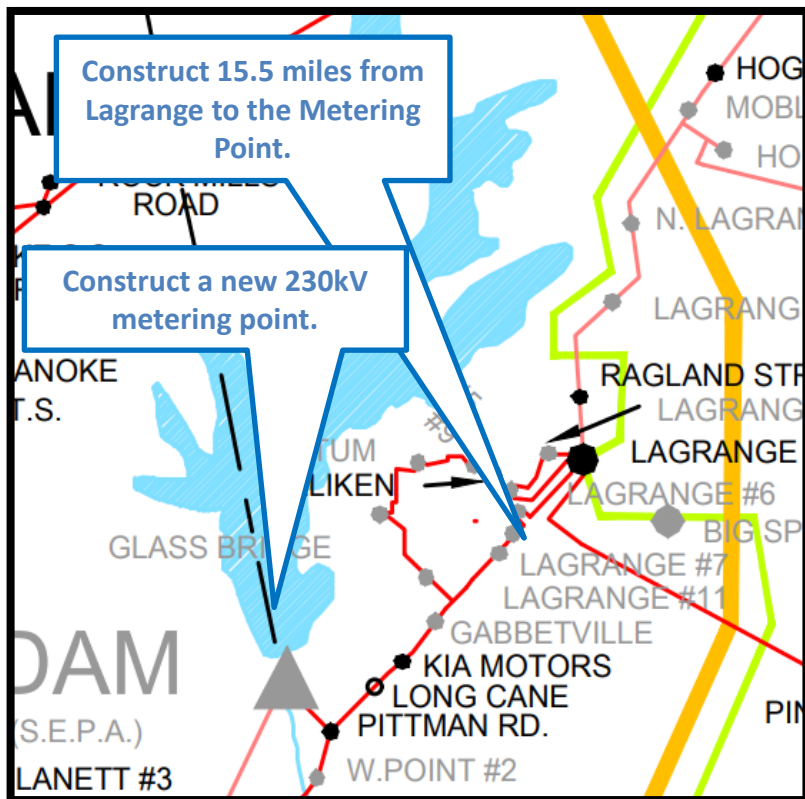 Construct 15.5 miles from
Lagrange to the Metering
Point.
HOG
MOBL
HO
ROAD
N. LAGRAN
Construct a new 230kV
metering point.
LAGRANG
ANOKE
T.S.
RAGLAND STR
LAGRANG
#9
TUM
LIKEN
LAGRANGE
LAGRANGE #6
BIG SP
GLASS BRIDGE
LAGRANGE #7
LAGRANGE #11
GABBETVILLE
DAM
KIA MOTORS
LONG CANE
PITTMAN RD.
PIN
(S.E.P.A.)
LANETT #3
W.POINT #2